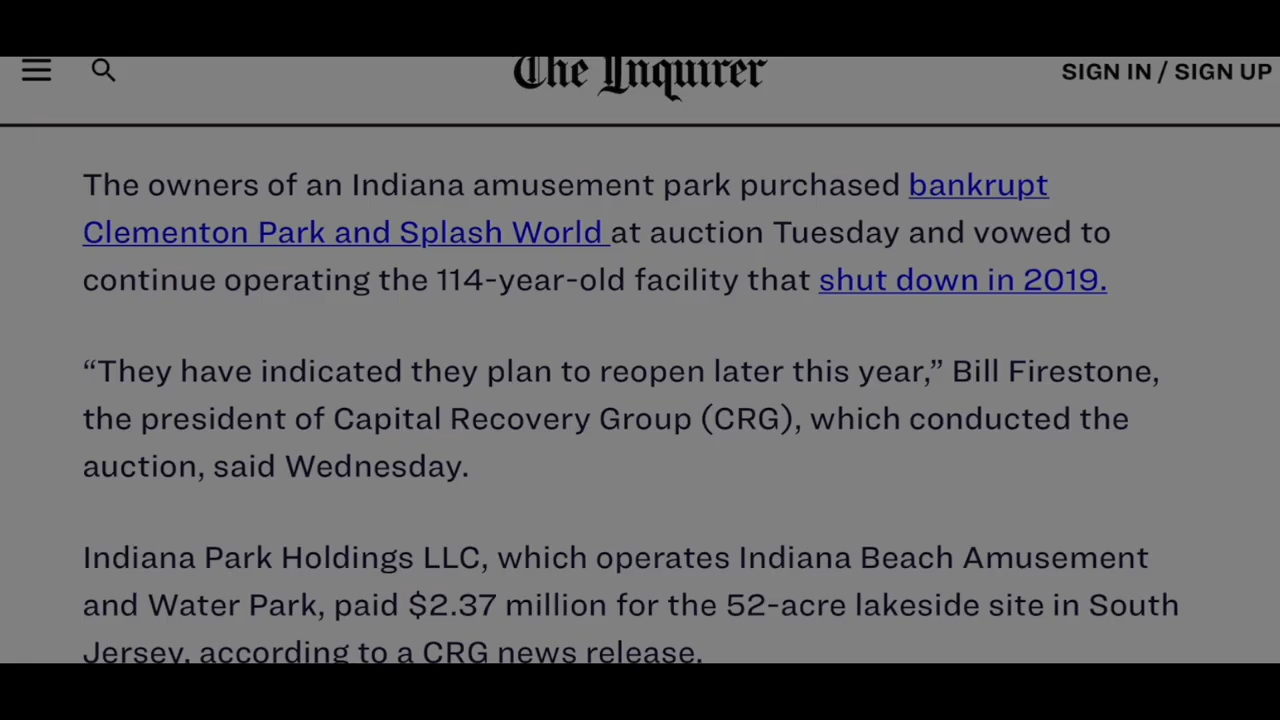 The Inquirer
SIGN IN / SIGN UP
The owners of an Indiana amusement park purchased bankrupt
Clementon Park and Splash World at auction Tuesday and vowed to
continue operating the 114-year-old facility that shut down in 2019.
“They have indicated they plan to reopen later this year,” Bill Firestone,
the president of Capital Recovery Group (CRG), which conducted the
auction, said Wednesday.
Indiana Park Holdings LLC, which operates Indiana Beach Amusement
and Water Park, paid $2.37 million for the 52-acre lakeside site in South
Jersey, according to a CRG news release.